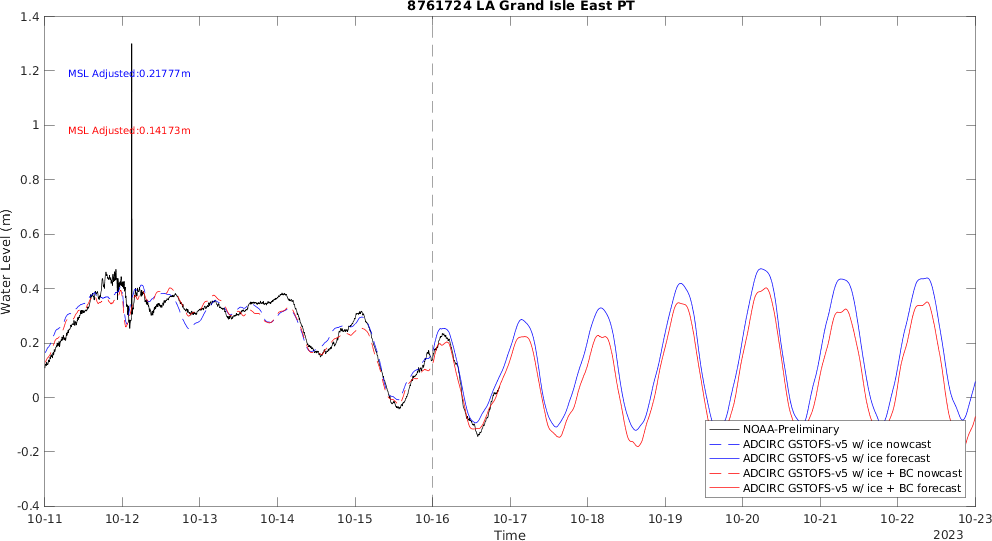 8761724 LA Grand Isle East PT
MSL Adjusted:0.21777m
MSL Adjusted:0.14173m
Water Level (m)
1.4
1.2
1
0.8
0.6
0.4
0.2
0
-0.2
-0.4
10-11 10-12 10-13 10-14 10-15 10-16 10-17 10-18 10-19 10-20 10-21 10-22 10-23
Time
2023
NOAA-Preliminary
ADCIRC GSTOFS-v5 w/ ice nowcast
ADCIRC GSTOFS-v5 w/ ice forecast
ADCIRC GSTOFS-v5 w/ ice + BC nowcast
ADCIRC GSTOFS-v5 w/ ice + BC forecast